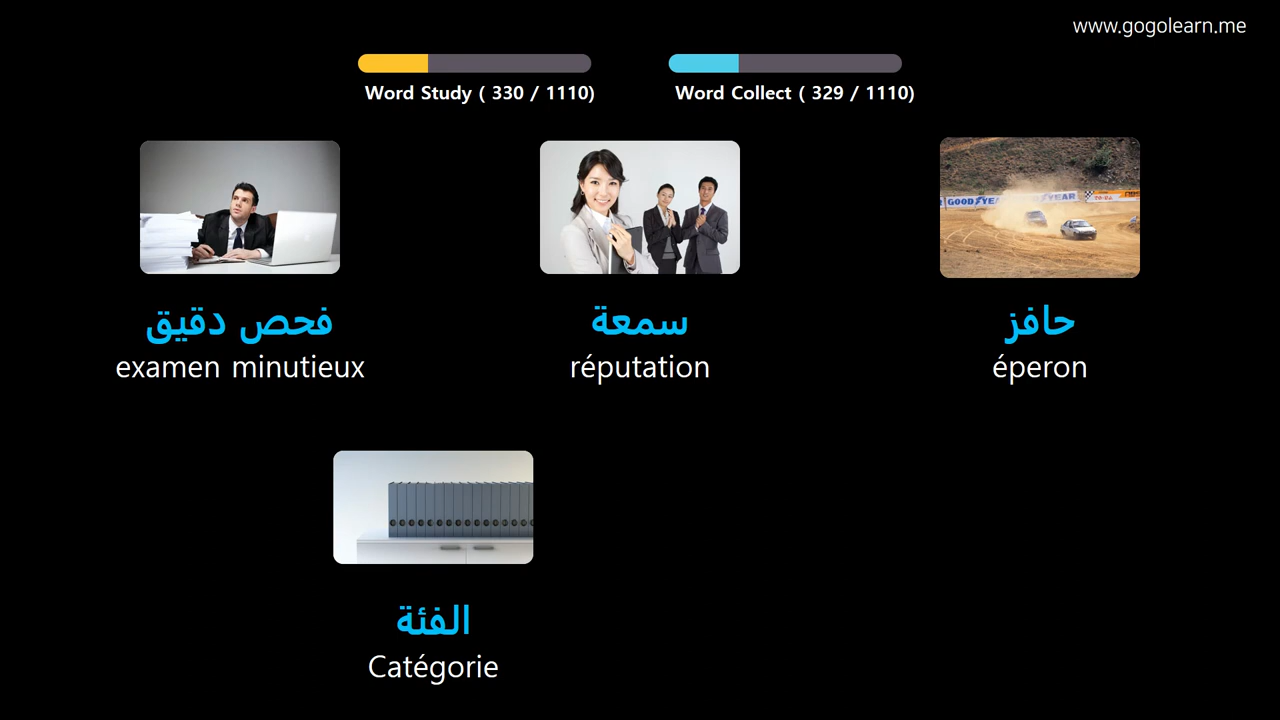 www.gogolearn.me
Word Study ( 330 / 1110)
Word Collect ( 329 / 1110)
GOODYEAR
فحص دقيق
examen minutieux
سمعة
réputation
حافز
éperon
الفئة
Catégorie